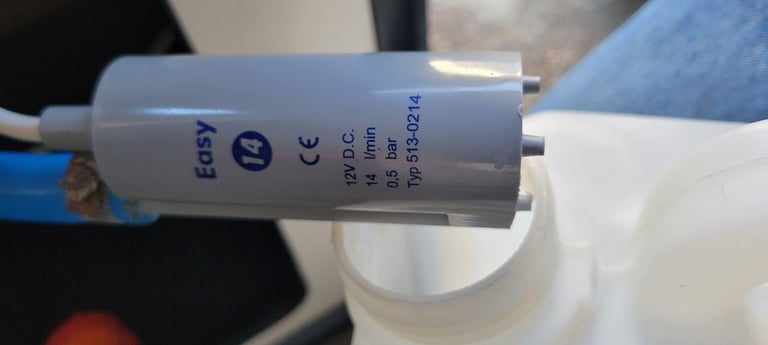 Easy
14
CE
12V D.C.
14 l/min
0,5 bar
Typ 513-0214